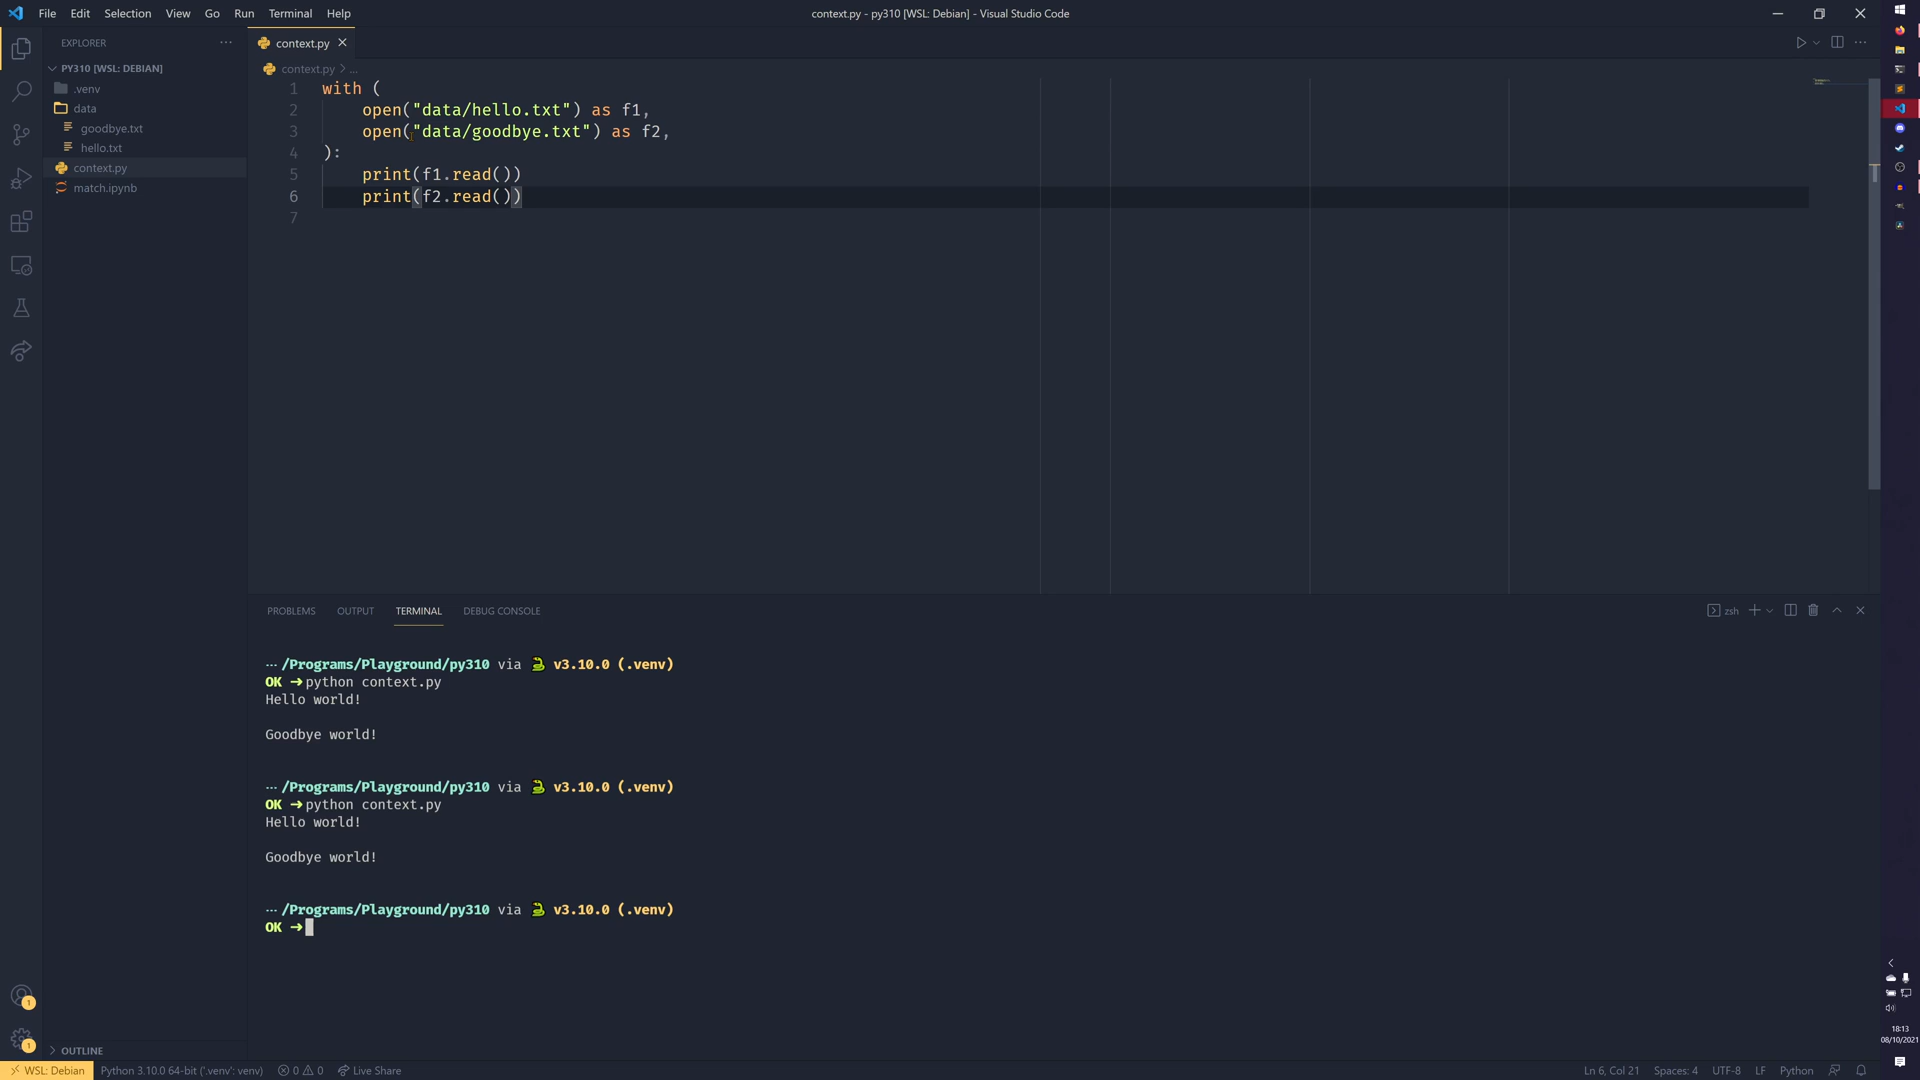 File Edit Selection View Go Run Terminal Help
context.py - py310 [WSL: Debian] - Visual Studio Code
EXPLORER
PY310 [WSL: DEBIAN]
.venv
data
goodbye.txt
hello.txt
context.py
match.ipynb
OUTLINE
context.py
context.py > ...
1 with (
2     open("data/hello.txt") as f1,
3     open("data/goodbye.txt") as f2,
4 ):
5     print(f1.read())
6     print(f2.read())
7
PROBLEMS OUTPUT TERMINAL DEBUG CONSOLE
zsh
··· /Programs/Playground/py310 via v3.10.0 (.venv)
OK ➜python context.py
Hello world!
Goodbye world!
··· /Programs/Playground/py310 via v3.10.0 (.venv)
OK ➜python context.py
Hello world!
Goodbye world!
··· /Programs/Playground/py310 via v3.10.0 (.venv)
OK ➜
1
1
WSL: Debian Python 3.10.0 64-bit ('.venv': venv) 0 0 Live Share
Ln 6, Col 21 Spaces: 4 UTF-8 LF Python
18:13
08/10/2021